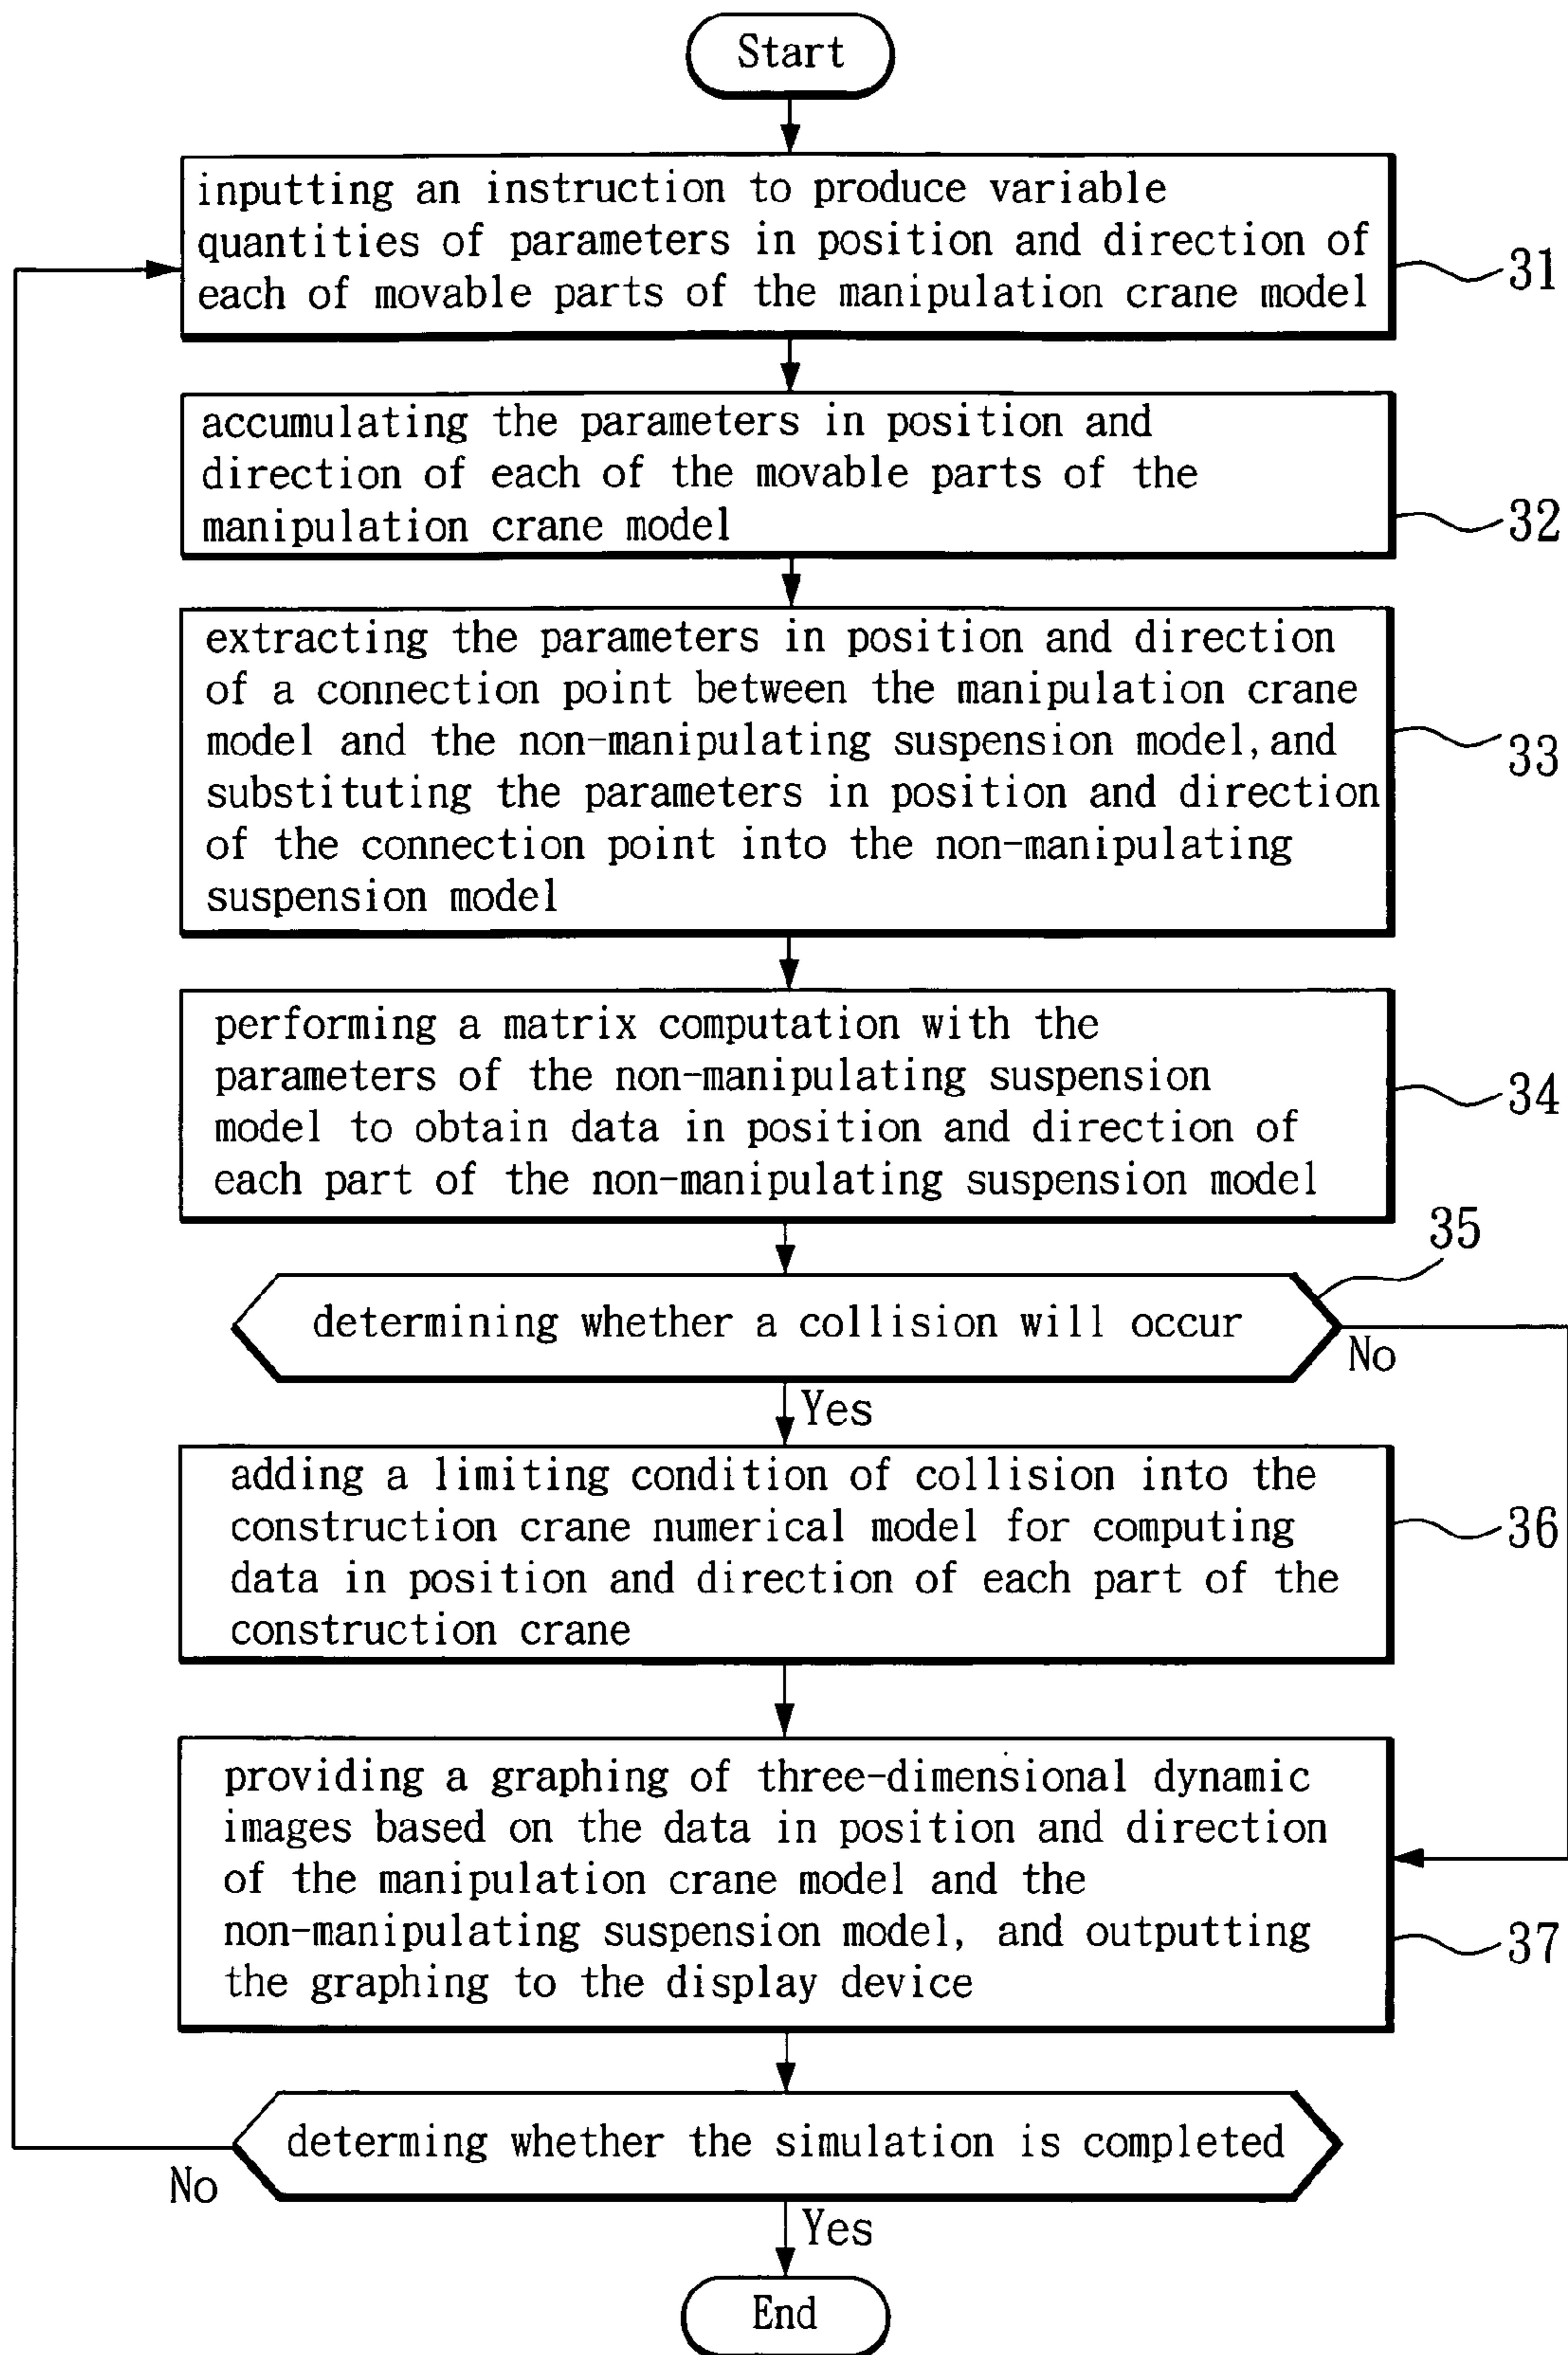 Start
inputting an instruction to produce variable
quantities of parameters in position and direction of
each of movable parts of the manipulation crane model
31
accumulating the parameters in position and
direction of each of the movable parts of the
manipulation crane model
32
extracting the parameters in position and direction
of a connection point between the manipulation crane
model and the non-manipulating suspension model, and
substituting the parameters in position and direction
of the connection point into the non-manipulating
suspension model
33
performing a matrix computation with the
parameters of the non-manipulating suspension
model to obtain data in position and direction of
each part of the non-manipulating suspension model
34
35
determining whether a collision will occur
No
Yes
adding a limiting condition of collision into the
construction crane numerical model for computing
data in position and direction of each part of the
construction crane
36
providing a graphing of three-dimensional dynamic
images based on the data in position and direction
of the manipulation crane model and the
non-manipulating suspension model, and outputting
the graphing to the display device
37
determing whether the simulation is completed
No
Yes
End